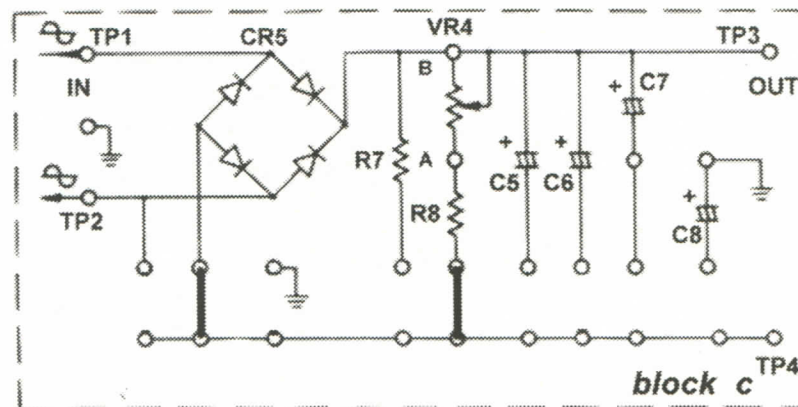 TP1
CR5
VR4
TP3
IN
B
C7
OUT
R7
A
C5
C6
R8
TP2
C8
TP4
block c
+
+
+
+